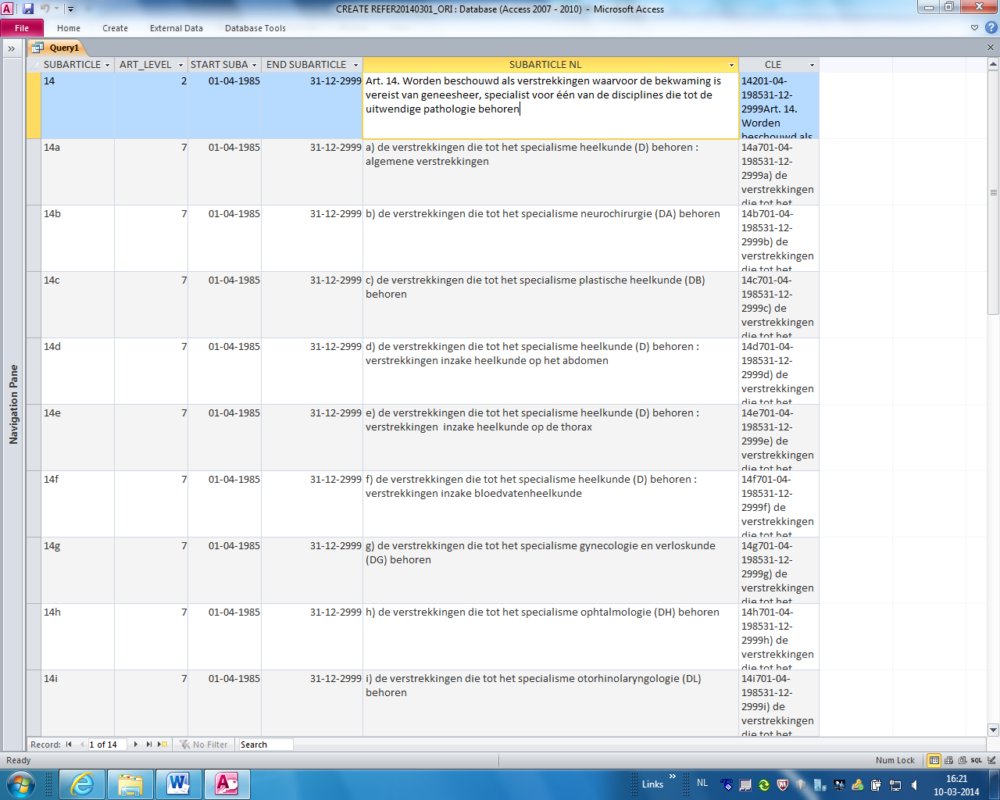 CREATE REFER20140301_ORI : Database (Access 2007 - 2010)  -  Microsoft Access
File Home Create External Data Database Tools
Query1
SUBARTICLE ART_LEVEL START SUBA END SUBARTICLE SUBARTICLE NL CLE
14 2 01-04-1985 31-12-2999 Art. 14. Worden beschouwd als verstrekkingen waarvoor de bekwaming is
vereist van geneesheer, specialist voor één van de disciplines die tot de
uitwendige pathologie behoren
14201-04-
198531-12-
2999Art. 14.
Worden
beschouwd als
14a 7 01-04-1985 31-12-2999 a) de verstrekkingen die tot het specialisme heelkunde (D) behoren :
algemene verstrekkingen
14a701-04-
198531-12-
2999a) de
verstrekkingen
die tot het
14b 7 01-04-1985 31-12-2999 b) de verstrekkingen die tot het specialisme neurochirurgie (DA) behoren
14b701-04-
198531-12-
2999b) de
verstrekkingen
die tot het
14c 7 01-04-1985 31-12-2999 c) de verstrekkingen die tot het specialisme plastische heelkunde (DB)
behoren
14c701-04-
198531-12-
2999c) de
verstrekkingen
die tot het
14d 7 01-04-1985 31-12-2999 d) de verstrekkingen die tot het specialisme heelkunde (D) behoren :
verstrekkingen inzake heelkunde op het abdomen
14d701-04-
198531-12-
2999d) de
verstrekkingen
die tot het
14e 7 01-04-1985 31-12-2999 e) de verstrekkingen die tot het specialisme heelkunde (D) behoren :
verstrekkingen  inzake heelkunde op de thorax
14e701-04-
198531-12-
2999e) de
verstrekkingen
die tot het
14f 7 01-04-1985 31-12-2999 f) de verstrekkingen die tot het specialisme heelkunde (D) behoren :
verstrekkingen inzake bloedvatenheelkunde
14f701-04-
198531-12-
2999f) de
verstrekkingen
die tot het
14g 7 01-04-1985 31-12-2999 g) de verstrekkingen die tot het specialisme gynecologie en verloskunde
(DG) behoren
14g701-04-
198531-12-
2999g) de
verstrekkingen
die tot het
14h 7 01-04-1985 31-12-2999 h) de verstrekkingen die tot het specialisme ophtalmologie (DH) behoren
14h701-04-
198531-12-
2999h) de
verstrekkingen
die tot het
14i 7 01-04-1985 31-12-2999 i) de verstrekkingen die tot het specialisme otorhinolaryngologie (DL)
behoren
14i701-04-
198531-12-
2999i) de
verstrekkingen
die tot het
Navigation Pane
Record: 1 of 14 No Filter Search
Ready Num Lock SQL
Links NL 16:21
10-03-2014